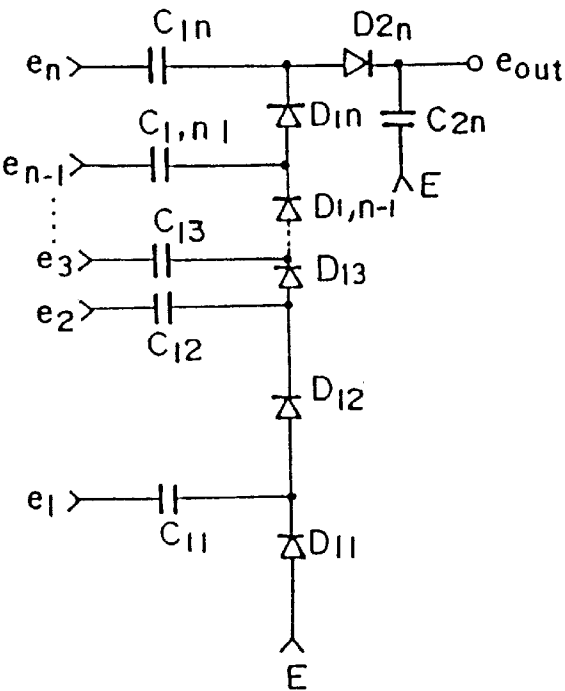 C1n
D2n
en
eout
D1n
C2n
C1,n1
en-1
E
D1,n-1
C13
e3
D13
e2
C12
D12
e1
C11
D11
E